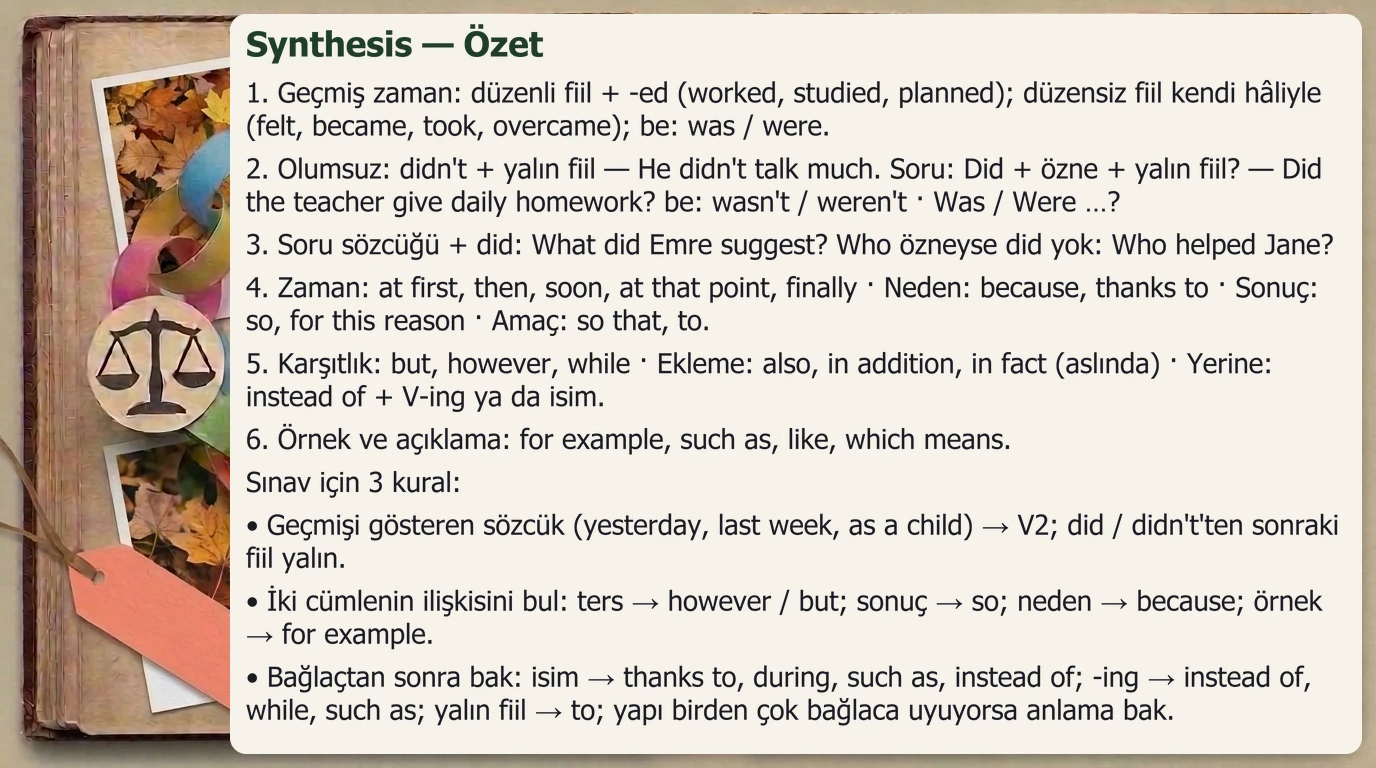 Synthesis — Özet
1. Geçmiş zaman: düzenli fiil + -ed (worked, studied, planned); düzensiz fiil kendi hâliyle
(felt, became, took, overcame); be: was / were.
2. Olumsuz: didn't + yalın fiil — He didn't talk much. Soru: Did + özne + yalın fiil? — Did
the teacher give daily homework? be: wasn't / weren't · Was / Were ...?
3. Soru sözcüğü + did: What did Emre suggest? Who özneyse did yok: Who helped Jane?
4. Zaman: at first, then, soon, at that point, finally · Neden: because, thanks to · Sonuç:
so, for this reason · Amaç: so that, to.
5. Karşıtlık: but, however, while · Ekleme: also, in addition, in fact (aslında) · Yerine:
instead of + V-ing ya da isim.
6. Örnek ve açıklama: for example, such as, like, which means.
Sınav için 3 kural:
• Geçmişi gösteren sözcük (yesterday, last week, as a child) → V2; did / didn't'ten sonraki
fiil yalın.
• İki cümlenin ilişkisini bul: ters → however / but; sonuç → so; neden → because; örnek
→ for example.
• Bağlaçtan sonra bak: isim → thanks to, during, such as, instead of; -ing → instead of,
while, such as; yalın fiil → to; yapı birden çok bağlaca uyuyorsa anlama bak.